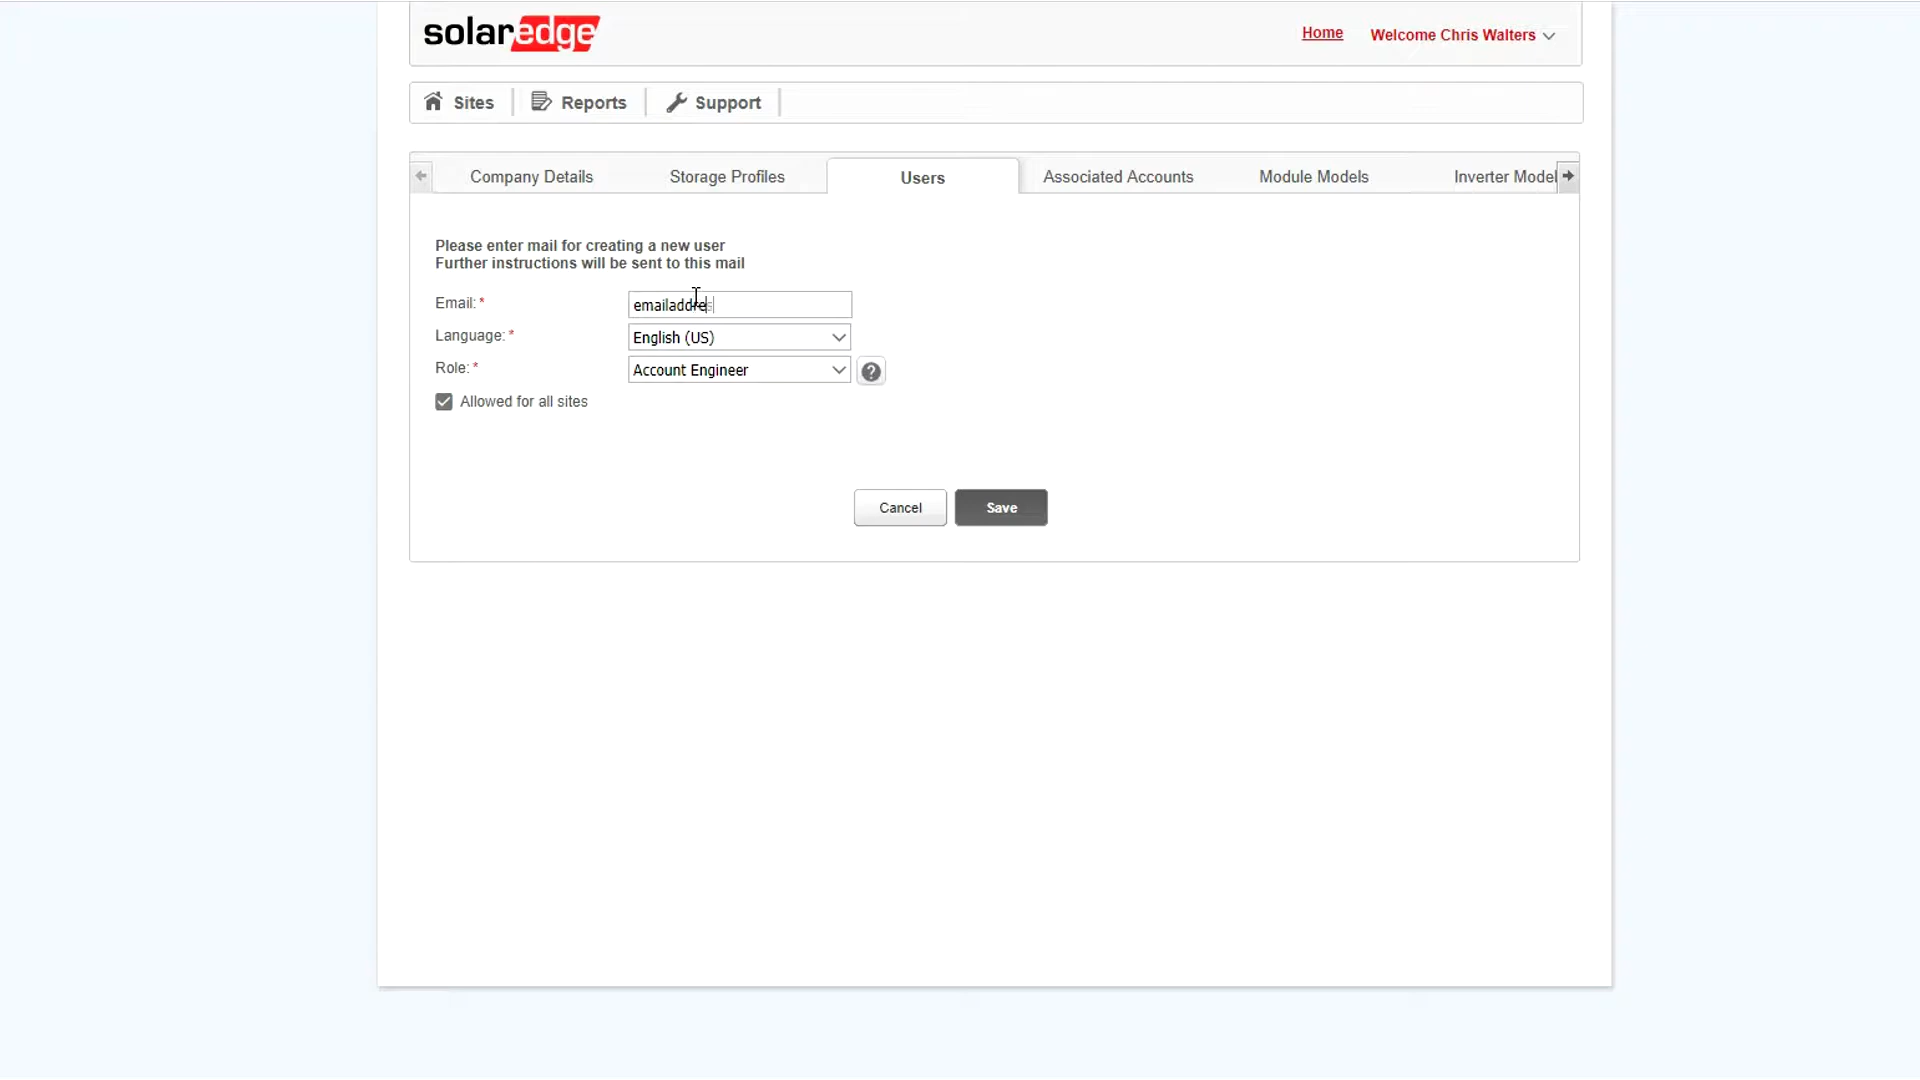 solaredge
Home
Welcome Chris Walters
Sites
Reports
Support
Company Details
Storage Profiles
Users
Associated Accounts
Module Models
Inverter Model
Please enter mail for creating a new user
Further instructions will be sent to this mail
Email: *
emailaddres
Language: *
English (US)
Role: *
Account Engineer
?
Allowed for all sites
Cancel
Save